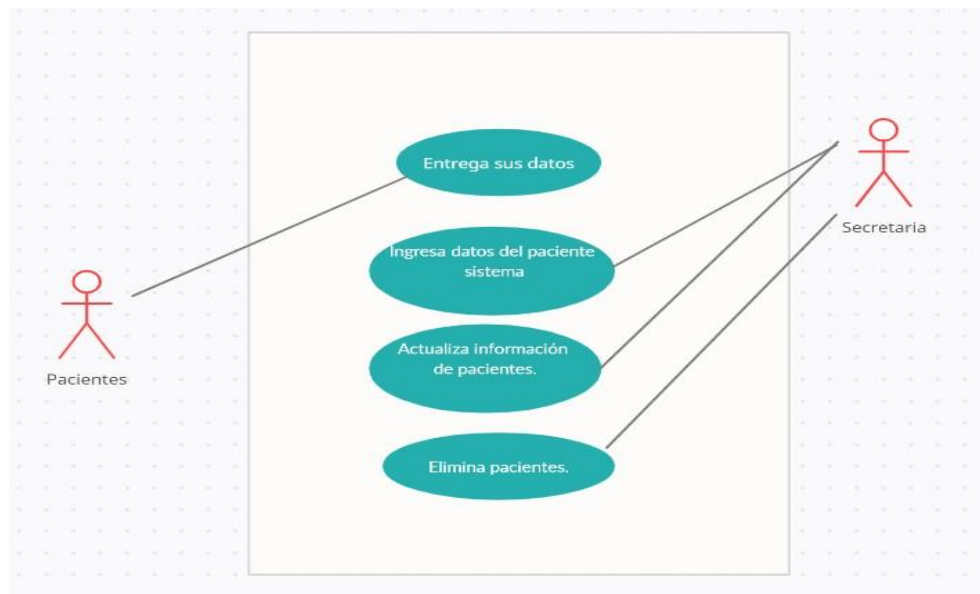 Entrega sus datos
Ingresa datos del paciente
sistema
Actualiza información
de pacientes.
Elimina pacientes.
Pacientes
Secretaria